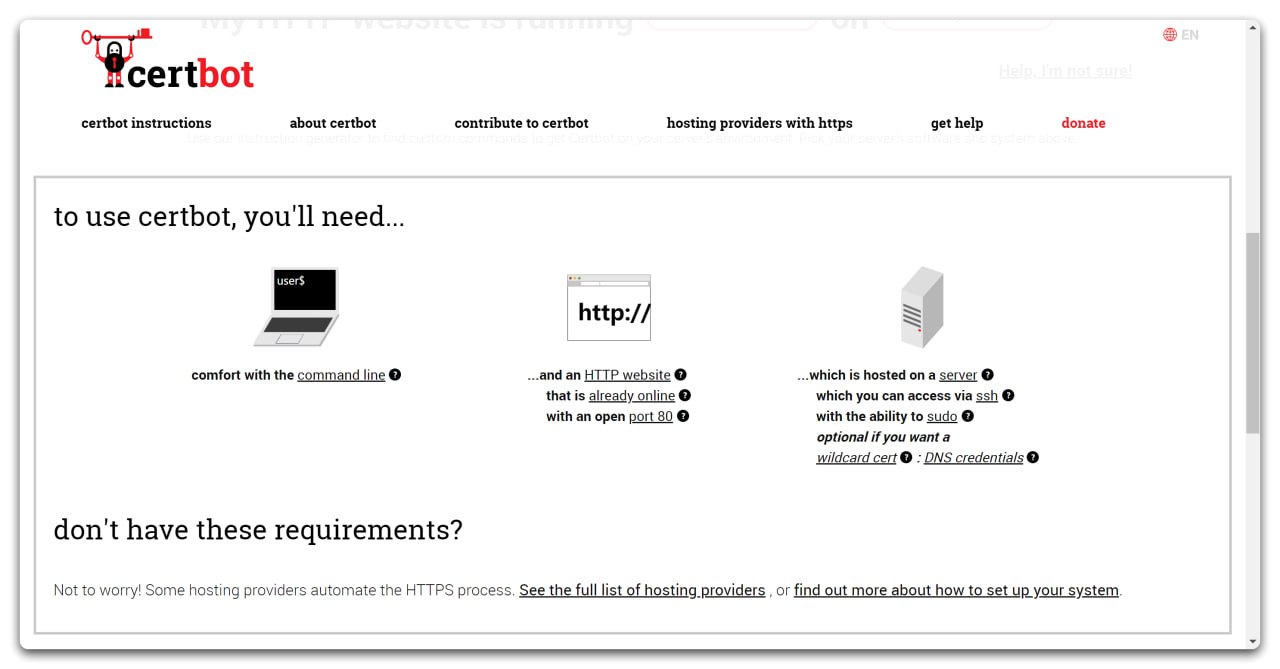 My HTTP website is running on
EN
certbot
Help, I'm not sure!
certbot instructions about certbot contribute to certbot hosting providers with https get help donate
Use our instruction generator to find custom commands to get Certbot on your server's environment. Pick your server's software and system above.
to use certbot, you'll need...
user$
http://
comfort with the command line ?
...and an HTTP website ?
that is already online ?
with an open port 80 ?
...which is hosted on a server ?
which you can access via ssh ?
with the ability to sudo ?
optional if you want a
wildcard cert ? : DNS credentials ?
don't have these requirements?
Not to worry! Some hosting providers automate the HTTPS process. See the full list of hosting providers , or find out more about how to set up your system.